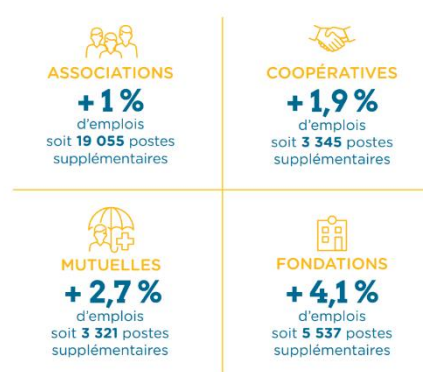 ASSOCIATIONS
+ 1 %
d'emplois
soit 19 055 postes
supplémentaires
COOPÉRATIVES
+ 1,9 %
d'emplois
soit 3 345 postes
supplémentaires
MUTUELLES
+ 2,7 %
d'emplois
soit 3 321 postes
supplémentaires
FONDATIONS
+ 4,1 %
d'emplois
soit 5 537 postes
supplémentaires